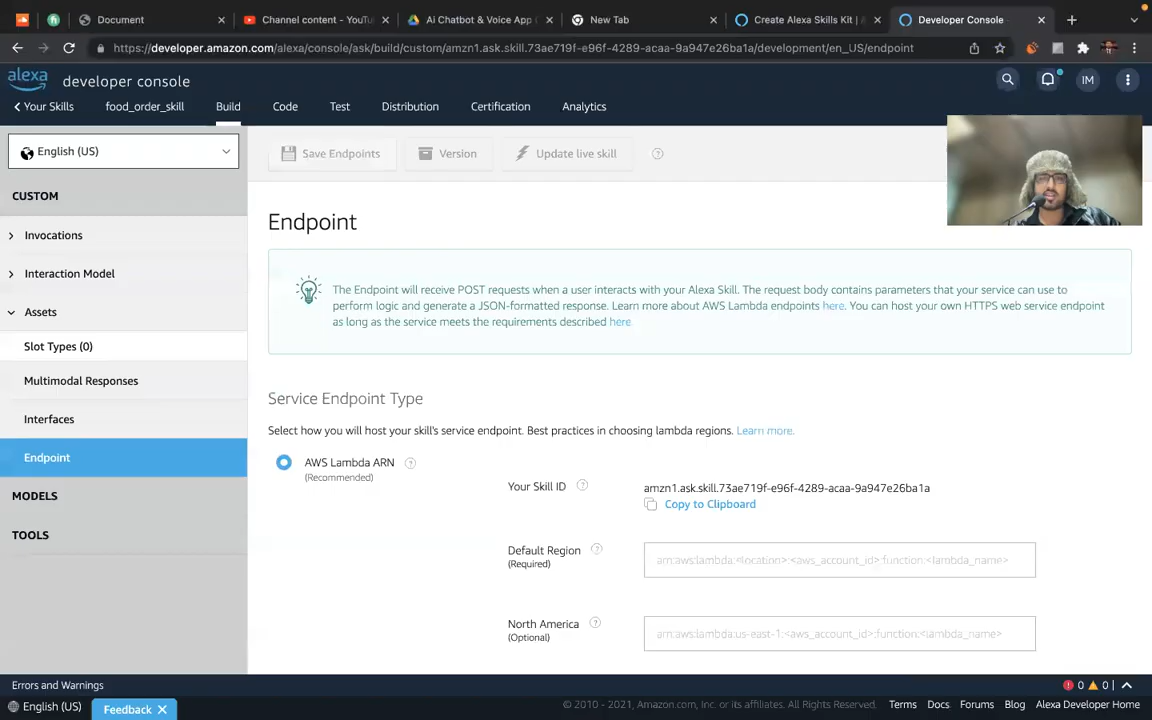 Document
Channel content - YouTu
Ai Chatbot & Voice App
New Tab
Create Alexa Skills Kit | A
Developer Console
https://developer.amazon.com/alexa/console/ask/build/custom/amzn1.ask.skill.73ae719f-e96f-4289-acaa-9a947e26ba1a/development/en_US/endpoint
alexa developer console
IM
Your Skills food_order_skill Build Code Test Distribution Certification Analytics
English (US)
Save Endpoints Version Update live skill
CUSTOM
Invocations
Interaction Model
Assets
Slot Types (0)
Multimodal Responses
Interfaces
Endpoint
MODELS
TOOLS
Endpoint
The Endpoint will receive POST requests when a user interacts with your Alexa Skill. The request body contains parameters that your service can use to
perform logic and generate a JSON-formatted response. Learn more about AWS Lambda endpoints here. You can host your own HTTPS web service endpoint
as long as the service meets the requirements described here.
Service Endpoint Type
Select how you will host your skill's service endpoint. Best practices in choosing lambda regions. Learn more.
AWS Lambda ARN
(Recommended)
Your Skill ID
amzn1.ask.skill.73ae719f-e96f-4289-acaa-9a947e26ba1a
Copy to Clipboard
Default Region
(Required)
arn:aws:lambda:<location>:<aws_account_id>:function:<lambda_name>
North America
(Optional)
arn:aws:lambda:us-east-1:<aws_account_id>:function:<lambda_name>
Errors and Warnings
0 0
English (US)
Feedback
© 2010 - 2021, Amazon.com, Inc. or its affiliates. All Rights Reserved.
Terms Docs Forums Blog Alexa Developer Home